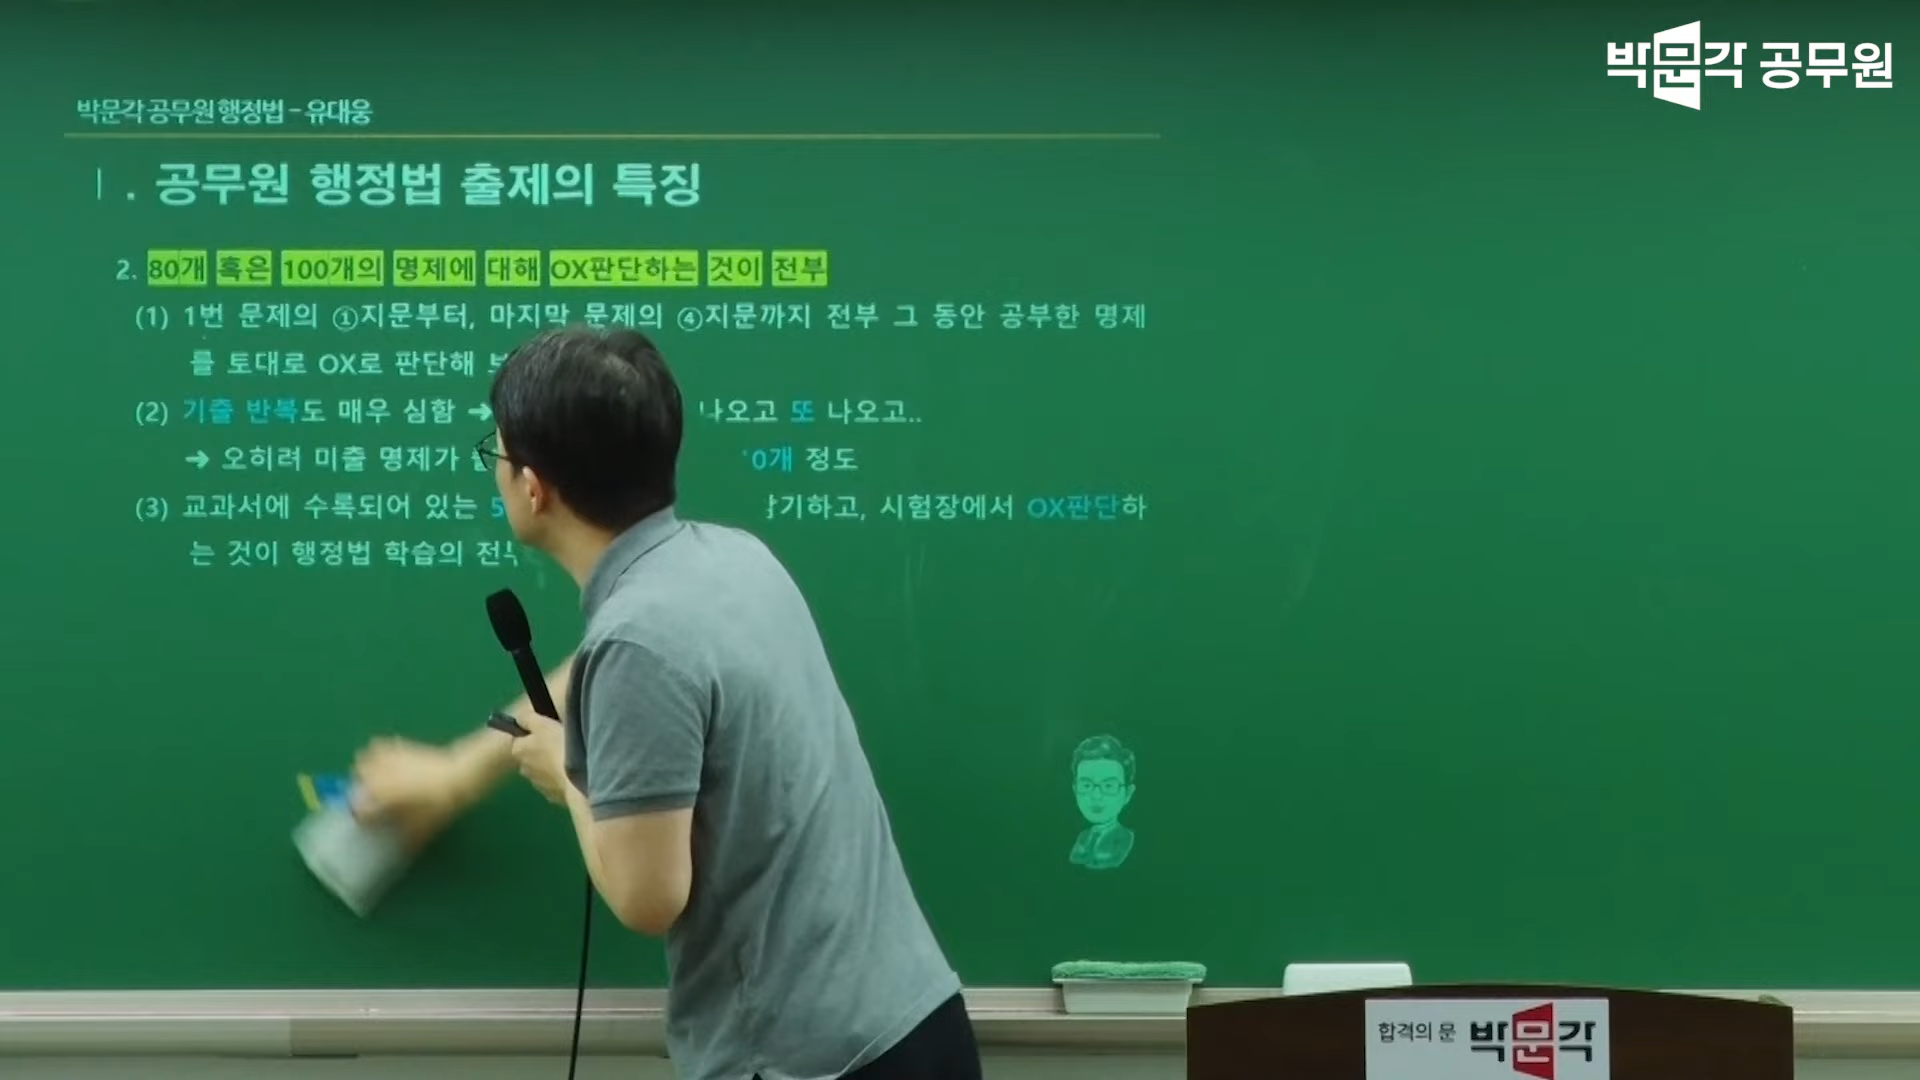 박문각 공무원
박문각 공무원 행정법 - 유대웅
Ⅰ. 공무원 행정법 출제의 특징
2. 80개 혹은 100개의 명제에 대해 OX판단하는 것이 전부
(1) 1번 문제의 ①지문부터, 마지막 문제의 ④지문까지 전부 그 동안 공부한 명제
를 토대로 OX로 판단해
(2) 기출 반복도 매우 심함 ➔ 나오고 또 나오고..
➔ 오히려 미출 명제가 0개 정도
(3) 교과서에 수록되어 있는 하고, 시험장에서 OX판단하
는 것이 행정법 학습의
합격의 문 박문각